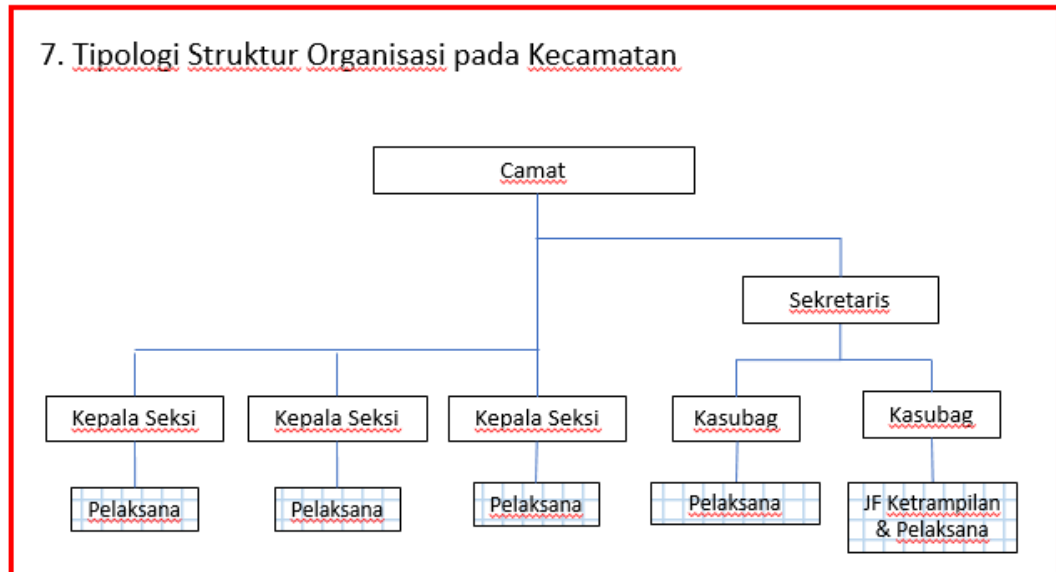 7. Tipologi Struktur Organisasi pada Kecamatan
Camat
Sekretaris
Kepala Seksi
Kepala Seksi
Kepala Seksi
Kasubag
Kasubag
Pelaksana
Pelaksana
Pelaksana
Pelaksana
JF Ketrampilan
& Pelaksana